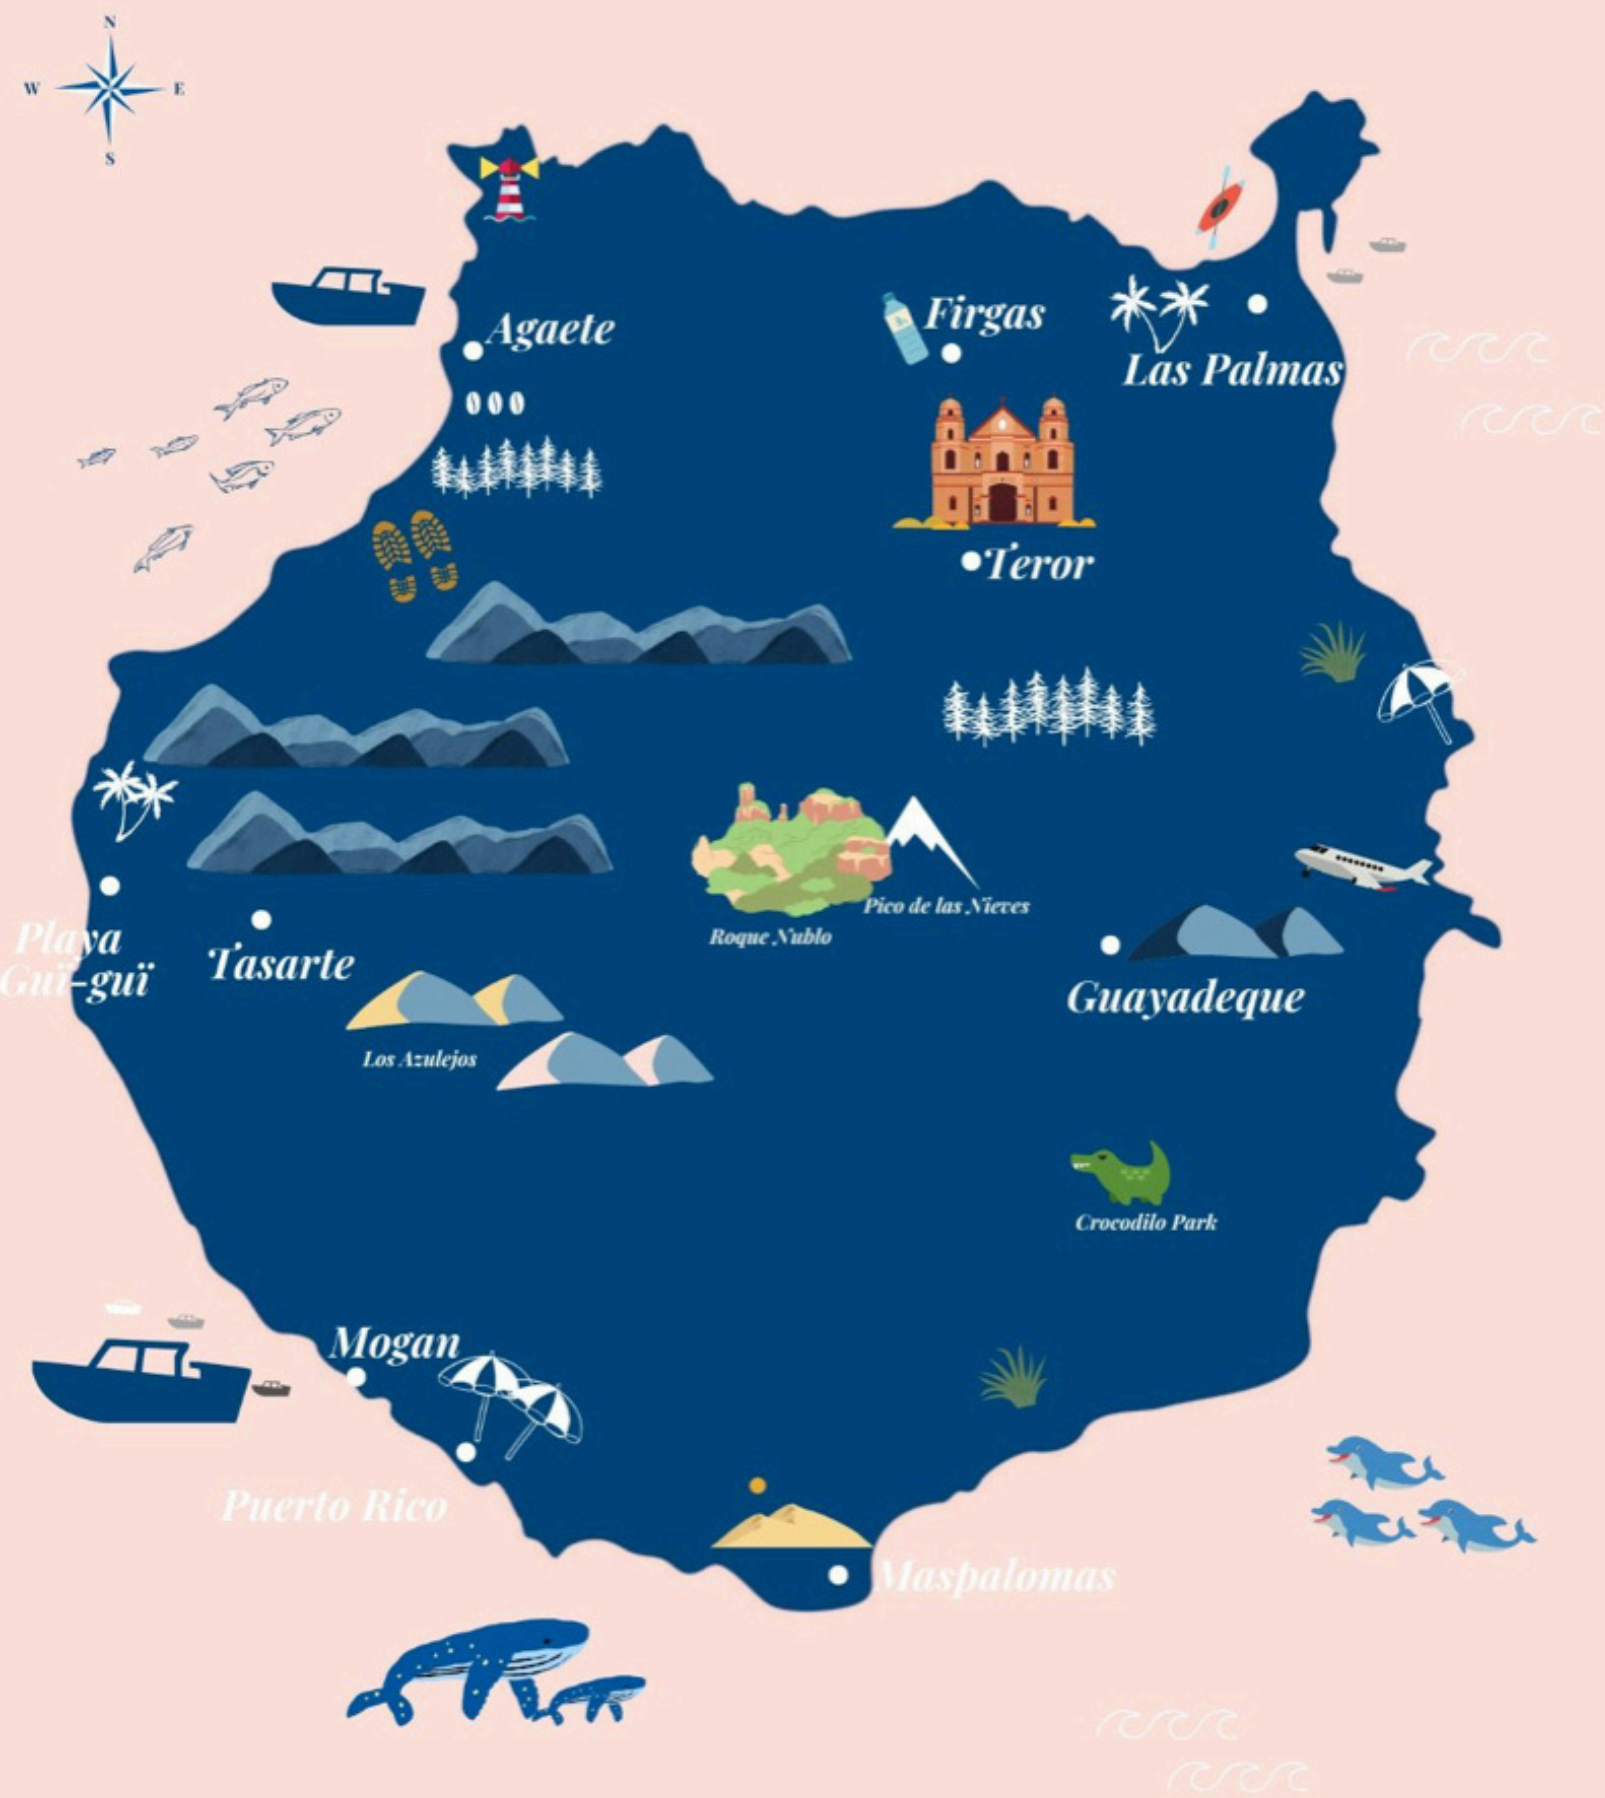 N
W E
S
Agaete
Firgas
Las Palmas
Teror
Pico de las Nieves
Roque Nublo
Playa
Guï-guï
Tasarte
Guayadeque
Los Azulejos
Crocodilo Park
Mogan
Puerto Rico
Maspalomas